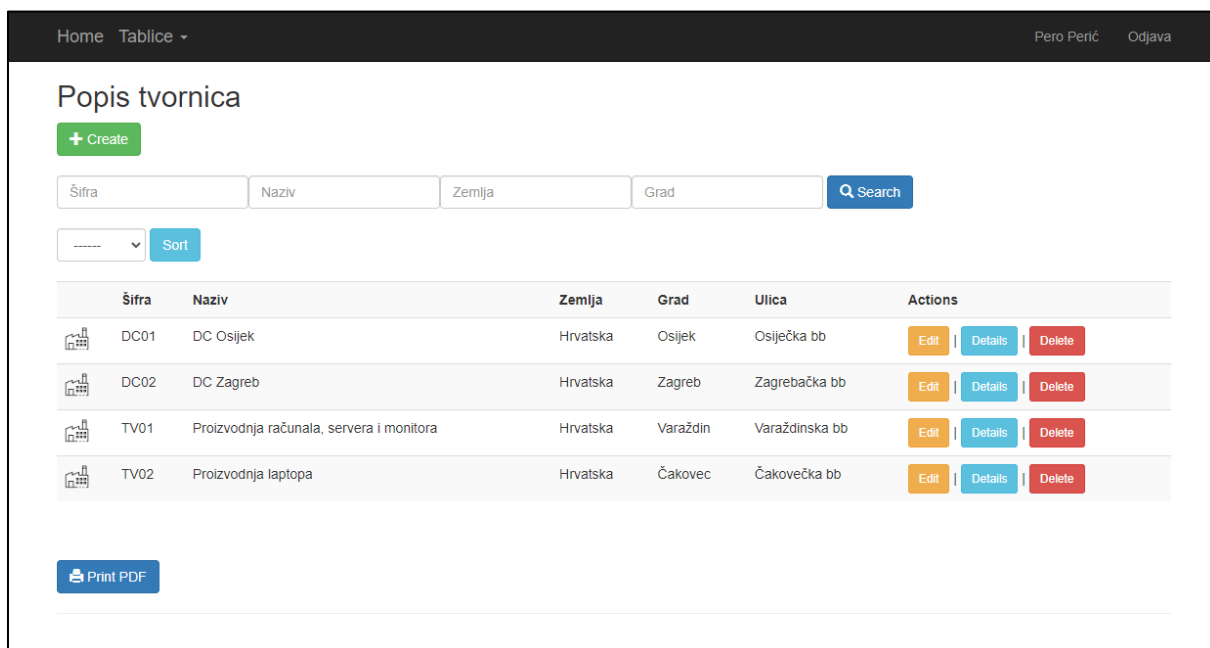 Home Tablice Pero Perić Odjava
Popis tvornica
Create
Šifra Naziv Zemlja Grad Search
------ Sort
Šifra Naziv Zemlja Grad Ulica Actions
DC01 DC Osijek Hrvatska Osijek Osiječka bb Edit | Details | Delete
DC02 DC Zagreb Hrvatska Zagreb Zagrebačka bb Edit | Details | Delete
TV01 Proizvodnja računala, servera i monitora Hrvatska Varaždin Varaždinska bb Edit | Details | Delete
TV02 Proizvodnja laptopa Hrvatska Čakovec Čakovečka bb Edit | Details | Delete
Print PDF